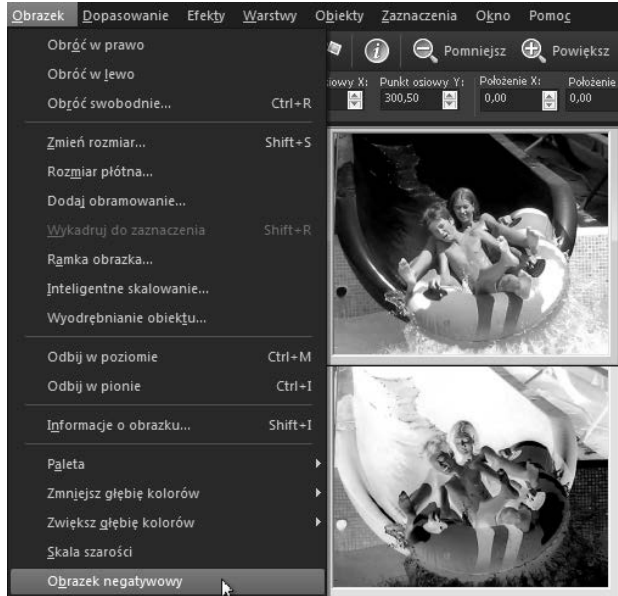 Obrazek Dopasowanie Efekty Warstwy Obiekty Zaznaczenia Okno Pomoc
Obróć w prawo
Obróć w lewo
Obróć swobodnie... Ctrl+R
Zmień rozmiar... Shift+S
Rozmiar płótna...
Dodaj obramowanie...
Wykadruj do zaznaczenia Shift+R
Ramka obrazka...
Inteligentne skalowanie...
Wyodrębnianie obiektu...
Odbij w poziomie Ctrl+M
Odbij w pionie Ctrl+I
Informacje o obrazku... Shift+I
Paleta
Zmniejsz głębię kolorów
Zwiększ głębię kolorów
Skala szarości
Obrazek negatywowy
Pomniejsz Powiększ
iowy X: Punkt osiowy Y: Położenie X: Położenie
300,50 0,00 0,00